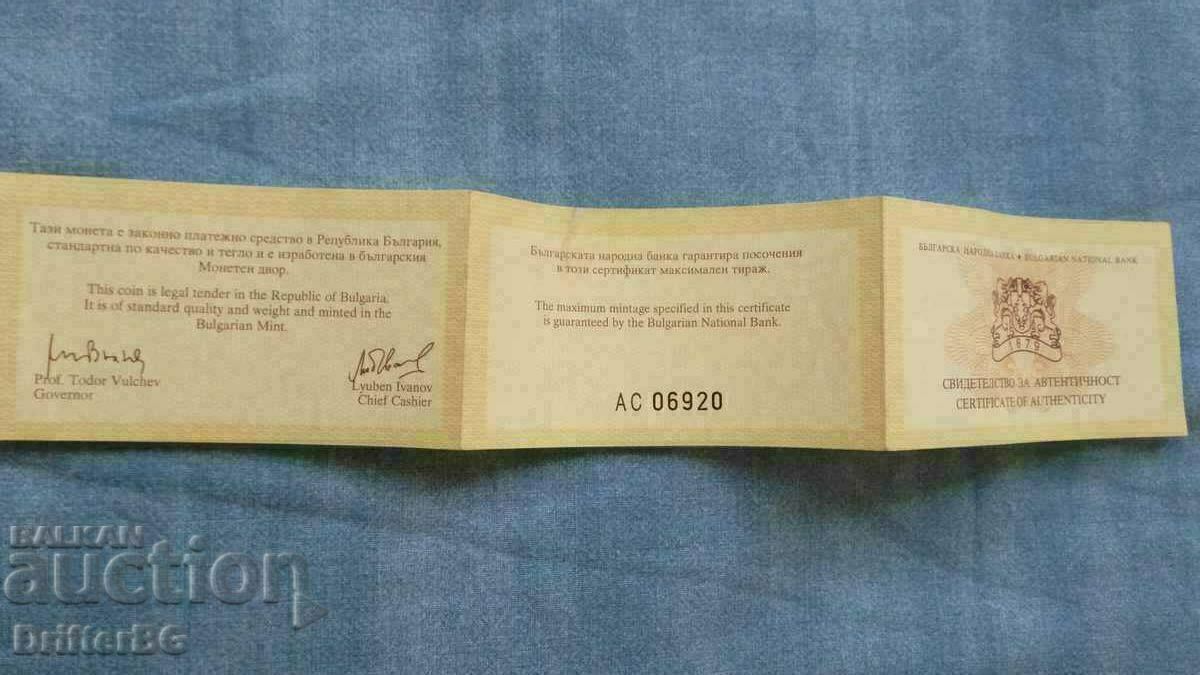 Тази монета е законно платежно средство в Република България,
стандартна по качество и тегло и е изработена в българския
Монетен двор.
This coin is legal tender in the Republic of Bulgaria.
It is of standard quality and weight and minted in the
Bulgarian Mint.
Prof. Todor Vulchev
Governor
Lyuben Ivanov
Chief Cashier
Българската народна банка гарантира посочения
в този сертификат максимален тираж.
The maximum mintage specified in this certificate
is guaranteed by the Bulgarian National Bank.
АС 06920
БЪЛГАРСКА НАРОДНА БАНКА • BULGARIAN NATIONAL BANK
1879
СВИДЕТЕЛСТВО ЗА АВТЕНТИЧНОСТ
CERTIFICATE OF AUTHENTICITY
BALKAN
auction
DrifterBG